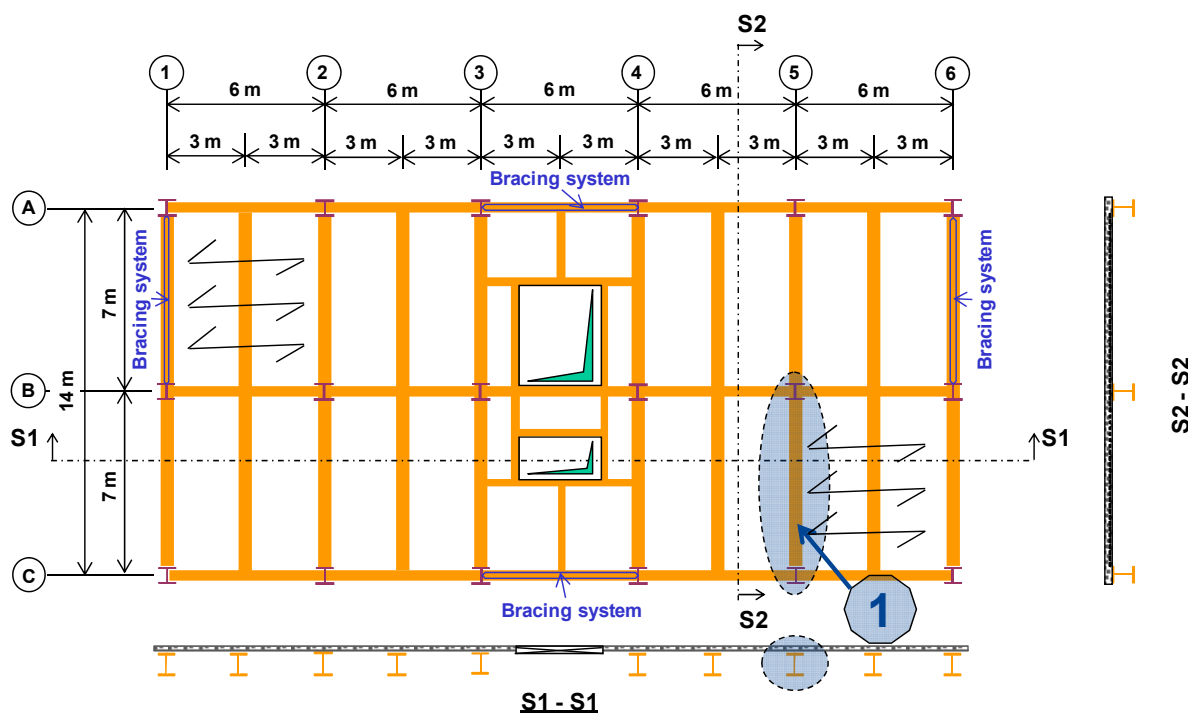 S2
1 2 3 4 5 6
6 m 6 m 6 m 6 m 6 m
3 m 3 m 3 m 3 m 3 m 3 m 3 m 3 m 3 m 3 m
Bracing system
A
Bracing system
7 m
14 m
Bracing system
S2 - S2
B
S1
S1
7 m
C
Bracing system
S2
1
S1 - S1